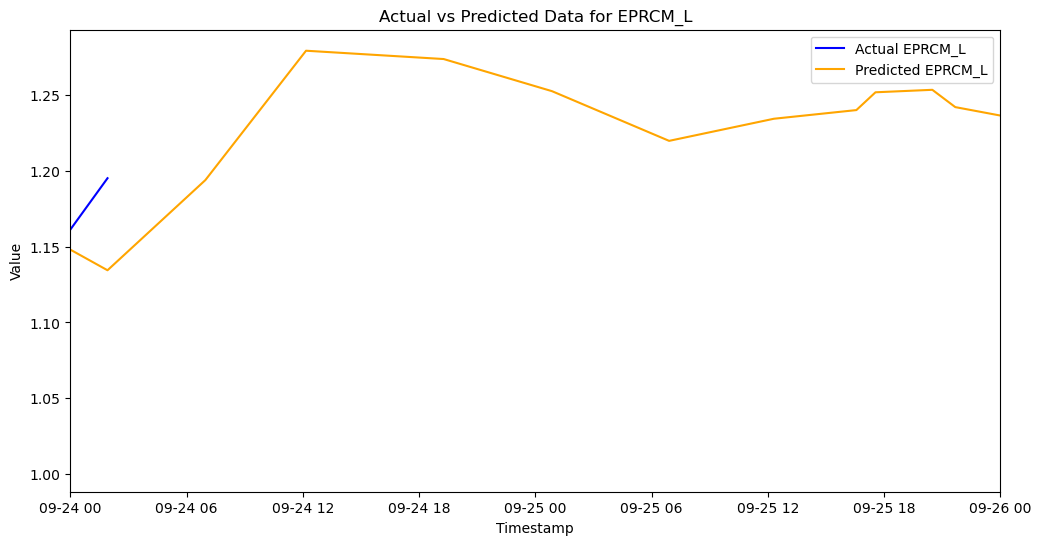 Actual vs Predicted Data for EPRCM_L
Actual EPRCM_L
Predicted EPRCM_L
Value
1.25
1.20
1.15
1.10
1.05
1.00
09-24 00 09-24 06 09-24 12 09-24 18 09-25 00 09-25 06 09-25 12 09-25 18 09-26 00
Timestamp